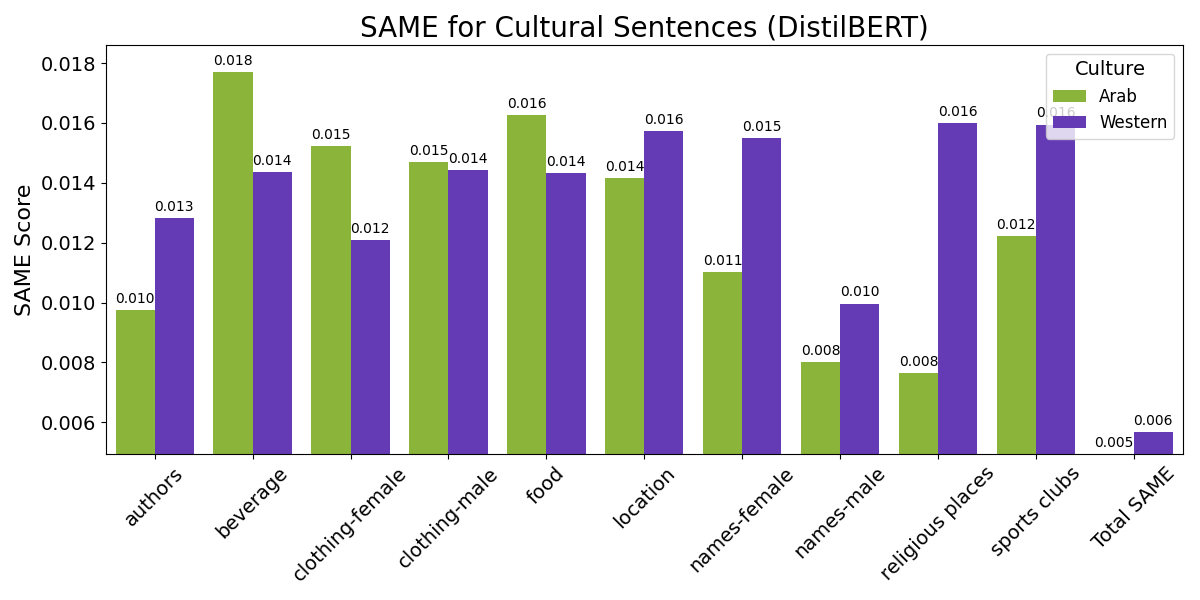 SAME for Cultural Sentences (DistilBERT)
SAME Score
0.018
0.016
0.014
0.012
0.010
0.008
0.006
Culture
Arab
Western
0.010
0.013
0.018
0.014
0.015
0.012
0.015
0.014
0.016
0.014
0.014
0.016
0.011
0.015
0.008
0.010
0.008
0.016
0.012
0.016
0.005
0.006
authors
beverage
clothing-female
clothing-male
food
location
names-female
names-male
religious places
sports clubs
Total SAME